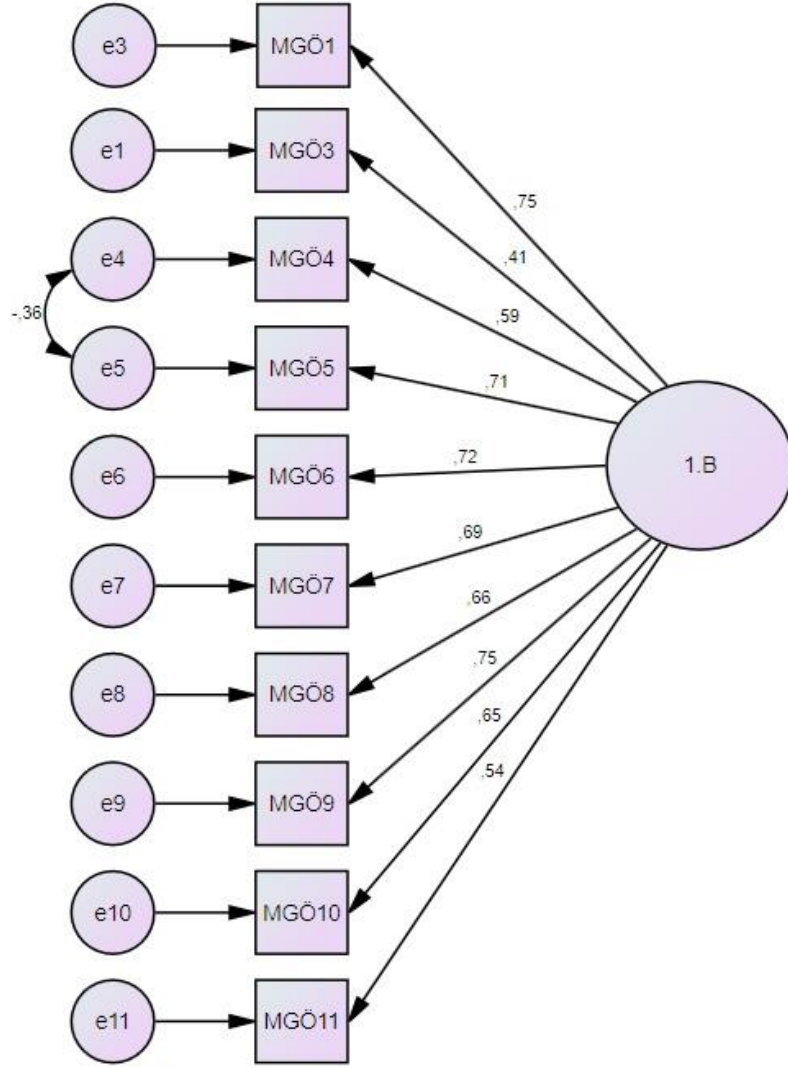 e3 MGÖ1
,75
e1 MGÖ3
,41
e4 MGÖ4
,59
-,36
e5 MGÖ5
,71
1.B
e6 MGÖ6
,72
e7 MGÖ7
,69
e8 MGÖ8
,66
e9 MGÖ9
,75
e10 MGÖ10
,65
e11 MGÖ11
,54